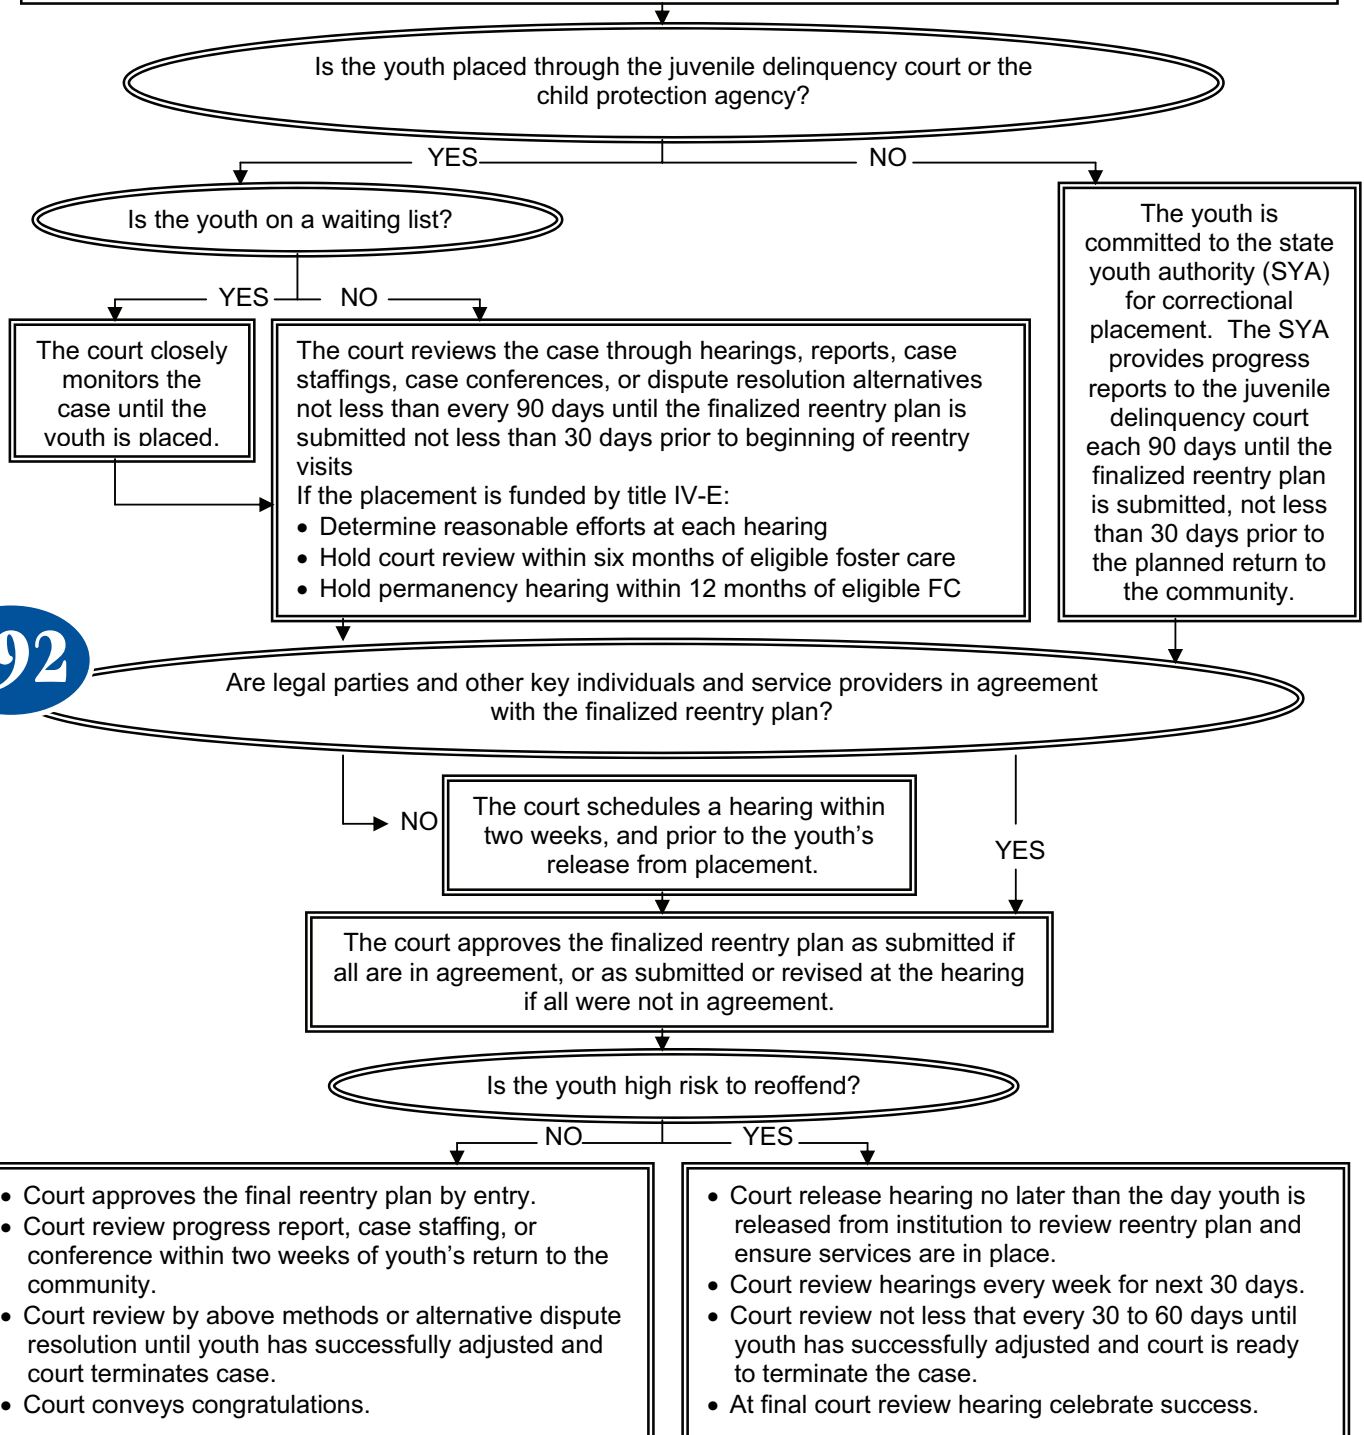 Is the youth placed through the juvenile delinquency court or the
child protection agency?
YES
NO
Is the youth on a waiting list?
YES
NO
The court closely
monitors the
case until the
youth is placed.
The court reviews the case through hearings, reports, case
staffings, case conferences, or dispute resolution alternatives
not less than every 90 days until the finalized reentry plan is
submitted not less than 30 days prior to beginning of reentry
visits
If the placement is funded by title IV-E:
• Determine reasonable efforts at each hearing
• Hold court review within six months of eligible foster care
• Hold permanency hearing within 12 months of eligible FC
The youth is
committed to the state
youth authority (SYA)
for correctional
placement. The SYA
provides progress
reports to the juvenile
delinquency court
each 90 days until the
finalized reentry plan
is submitted, not less
than 30 days prior to
the planned return to
the community.
92
Are legal parties and other key individuals and service providers in agreement
with the finalized reentry plan?
NO
The court schedules a hearing within
two weeks, and prior to the youth's
release from placement.
YES
The court approves the finalized reentry plan as submitted if
all are in agreement, or as submitted or revised at the hearing
if all were not in agreement.
Is the youth high risk to reoffend?
NO
YES
• Court approves the final reentry plan by entry.
• Court review progress report, case staffing, or
conference within two weeks of youth's return to the
community.
• Court review by above methods or alternative dispute
resolution until youth has successfully adjusted and
court terminates case.
• Court conveys congratulations.
• Court release hearing no later than the day youth is
released from institution to review reentry plan and
ensure services are in place.
• Court review hearings every week for next 30 days.
• Court review not less that every 30 to 60 days until
youth has successfully adjusted and court is ready
to terminate the case.
• At final court review hearing celebrate success.